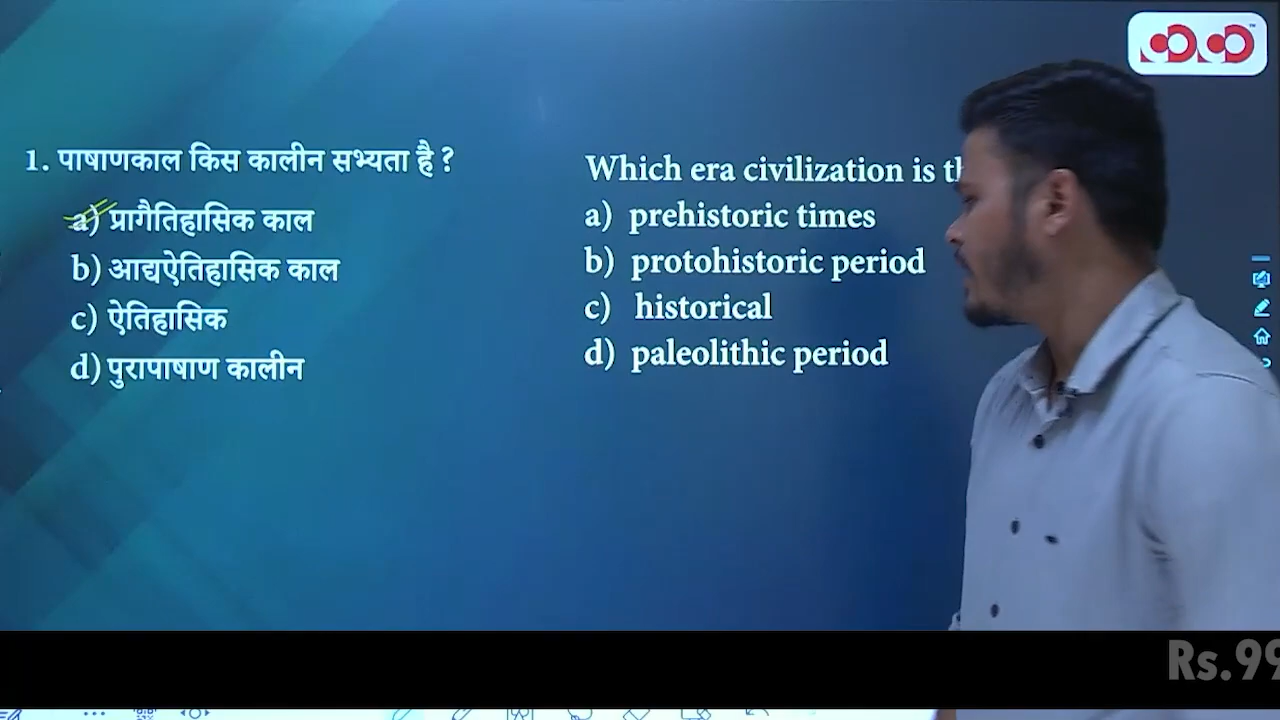 1. पाषाणकाल किस कालीन सभ्यता है ?
a) प्रागैतिहासिक काल
b) आद्यऐतिहासिक काल
c) ऐतिहासिक
d) पुरापाषाण कालीन
Which era civilization is
a) prehistoric times
b) protohistoric period
c) historical
d) paleolithic period
Rs.99